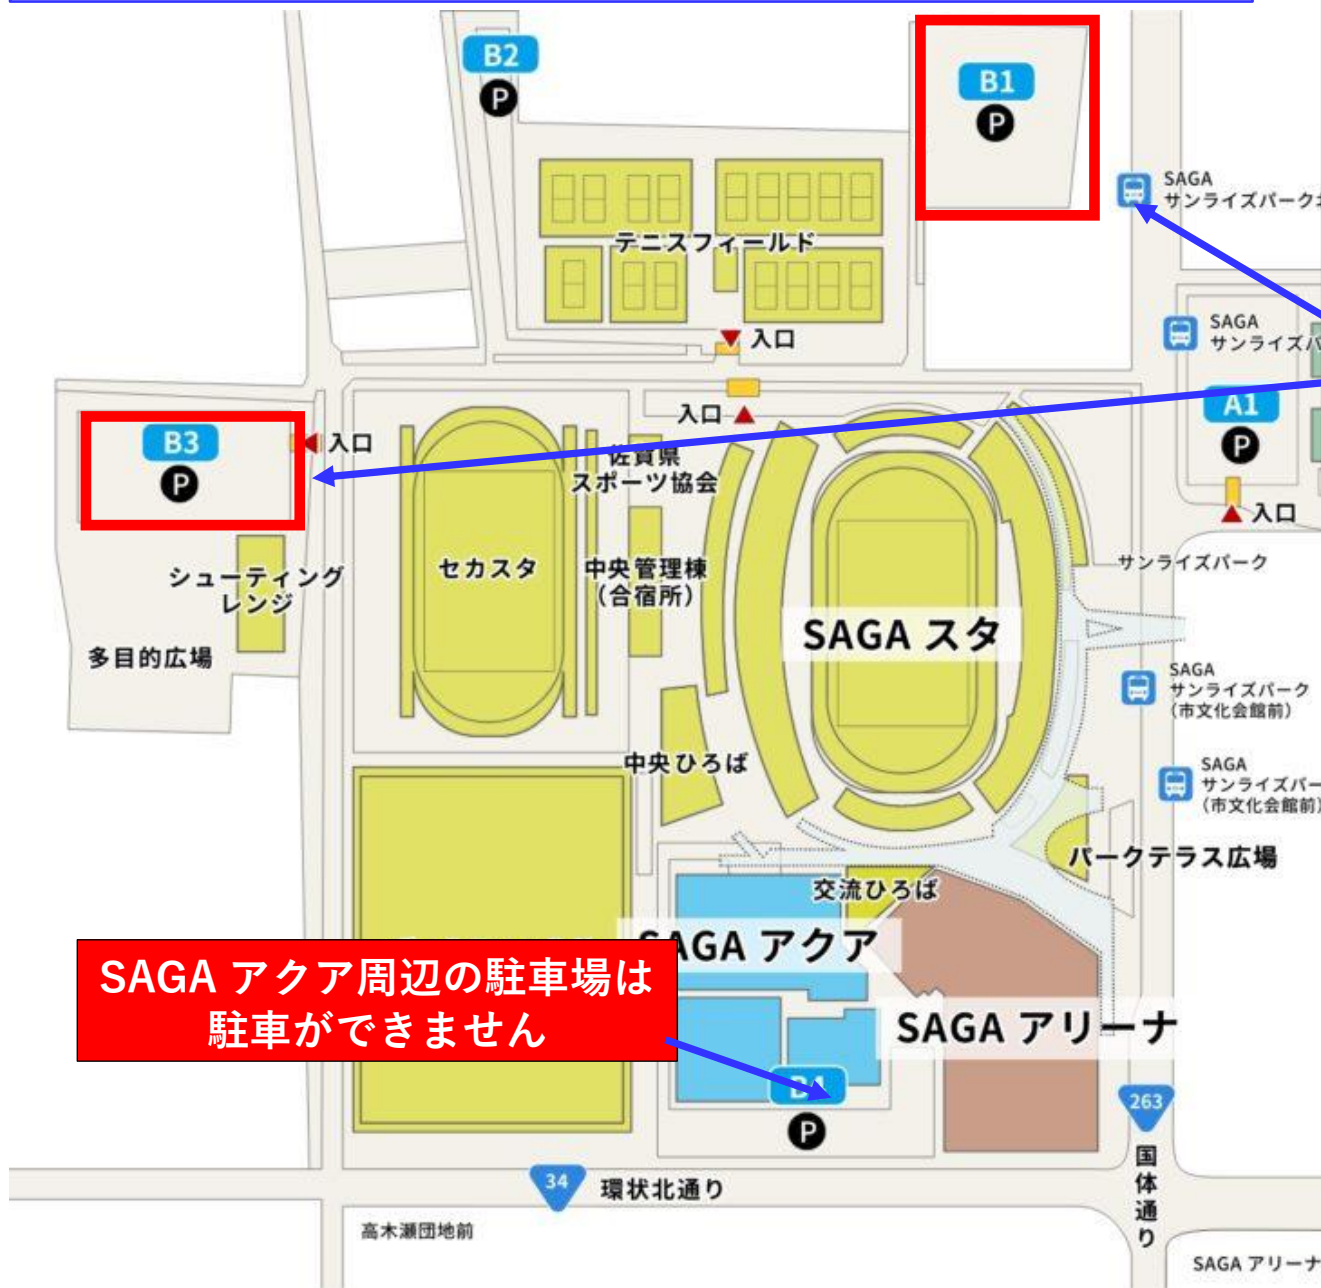 B2
P
B1
P
SAGA
サンライズパーク
テニスフィールド
SAGA
サンライズパ
入口
A1
P
入口
B3
P
入口
佐賀県
スポーツ協会
入口
セカスタ
中央管理棟
（合宿所）
シューティング
レンジ
サンライズパーク
SAGA スタ
多目的広場
SAGA
サンライズパーク
（市文化会館前）
中央ひろば
SAGA
サンライズパー
（市文化会館前）
パークテラス広場
交流ひろば
SAGA アクア
SAGA アクア周辺の駐車場は
駐車ができません
SAGA アリーナ
B4
P
263
国体通り
34
環状北通り
高木瀬団地前
SAGA アリーナ